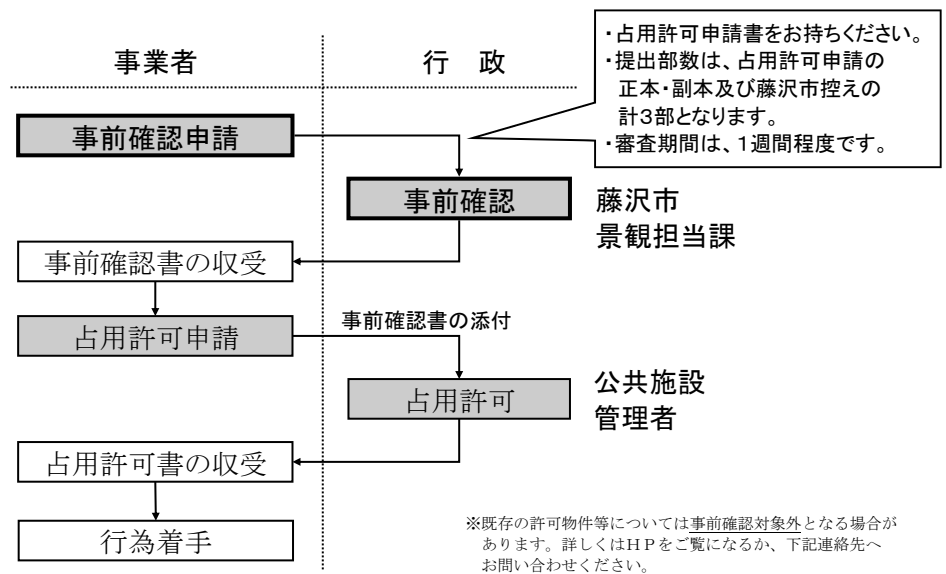 事業者
行　政
・占用許可申請書をお持ちください。
・提出部数は、占用許可申請の
正本・副本及び藤沢市控えの
計３部となります。
・審査期間は、１週間程度です。
事前確認申請
事前確認
藤沢市
景観担当課
事前確認書の収受
占用許可申請
事前確認書の添付
占用許可
公共施設
管理者
占用許可書の収受
行為着手
※既存の許可物件等については事前確認対象外となる場合が
あります。詳しくはＨＰをご覧になるか、下記連絡先へ
お問い合わせください。